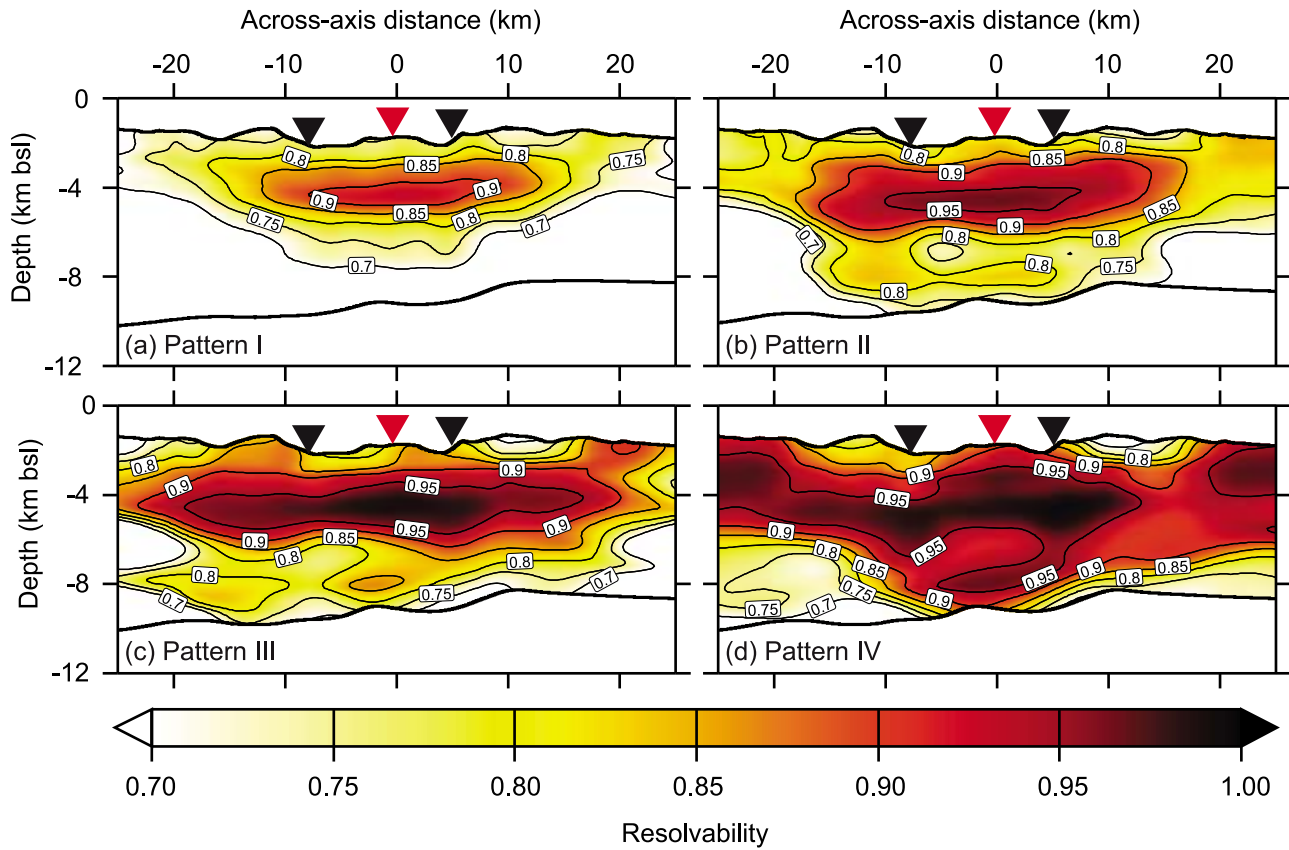 Across-axis distance (km) Across-axis distance (km)
-20 -10 0 10 20 -20 -10 0 10 20
0
-4
-8
-12
Depth (km bsl)
0.8 0.85 0.8 0.75
0.9 0.9
0.75 0.85 0.8 0.7
0.7
(a) Pattern I
0.8 0.9 0.85 0.8
0.95 0.9 0.85
0.7 0.8 0.8
0.8 0.75
0.8
(b) Pattern II
0
-4
-8
-12
Depth (km bsl)
0.8 0.9
0.9 0.95
0.95 0.9
0.9 0.8 0.85
0.8 0.8
0.7 0.75 0.7
(c) Pattern III
0.9 0.95 0.9 0.8
0.95
0.9 0.8 0.85 0.95 0.9 0.85
0.95 0.8
0.75 0.7 0.75 0.9
(d) Pattern IV
0.70 0.75 0.80 0.85 0.90 0.95 1.00
Resolvability